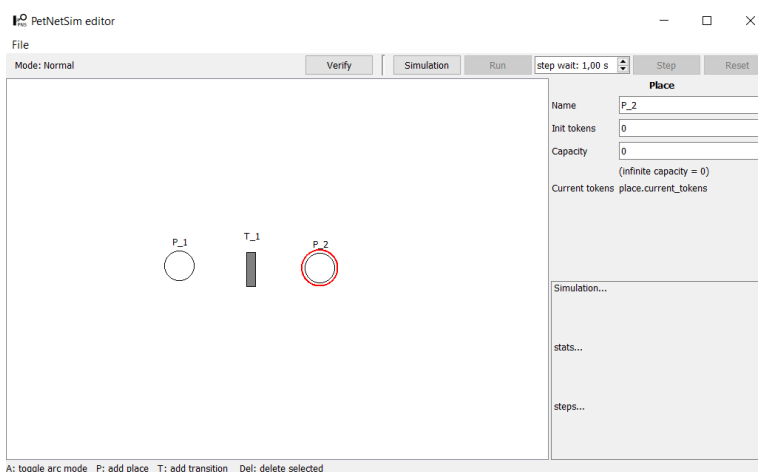 PetNetSim editor
File
Mode: Normal Verify Simulation Run step wait: 1,00 s Step Reset
Place
Name P_2
Init tokens 0
Capacity 0
(infinite capacity = 0)
Current tokens place.current_tokens
P_1 T_1 P_2
Simulation...
stats...
steps...
A: toggle arc mode P: add place T: add transition Del: delete selected